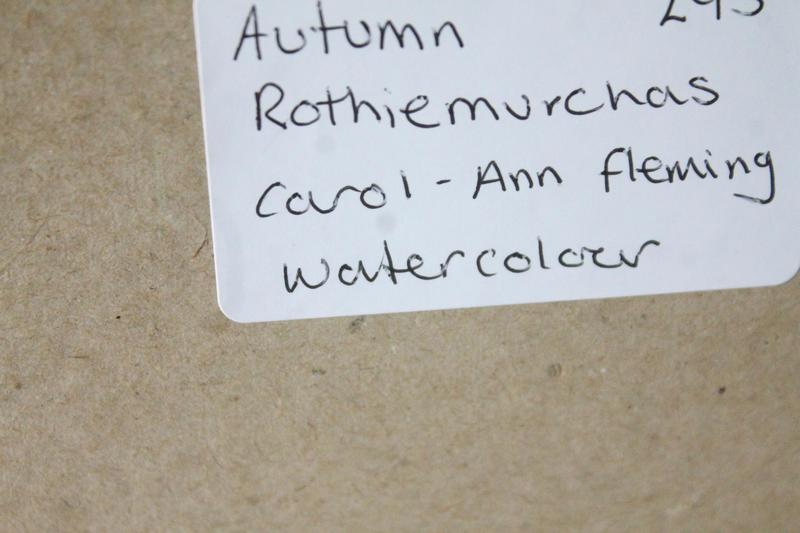 Autumn
Rothiemurchas
Carol-Ann Fleming
Watercolour